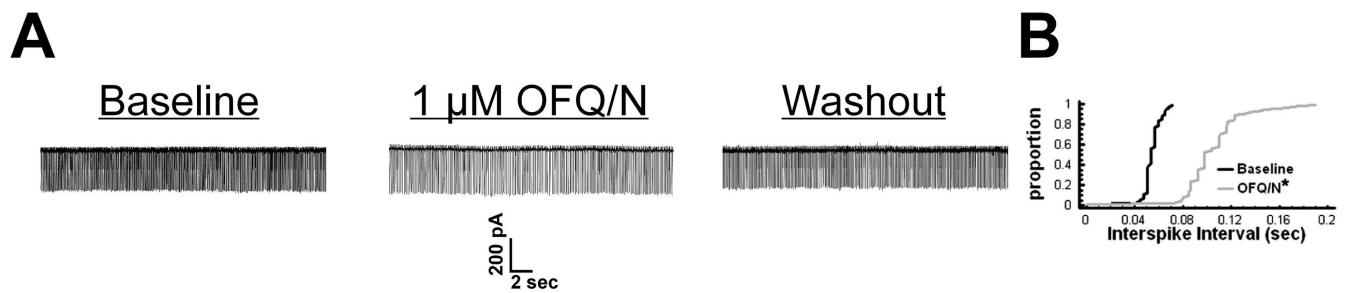 A
B
Baseline
1 µM OFQ/N
Washout
200 pA
2 sec
proportion
1
0.8
0.6
0.4
0.2
0
Baseline
OFQ/N*
0 0.04 0.08 0.12 0.16 0.2
Interspike Interval (sec)